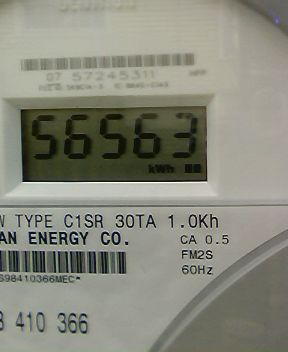 07 57245311
56563
kWh
TYPE C1SR 30TA 1.0Kh
AN ENERGY CO.
CA 0.5
FM2S
60Hz
S98410366MEC*
410 366